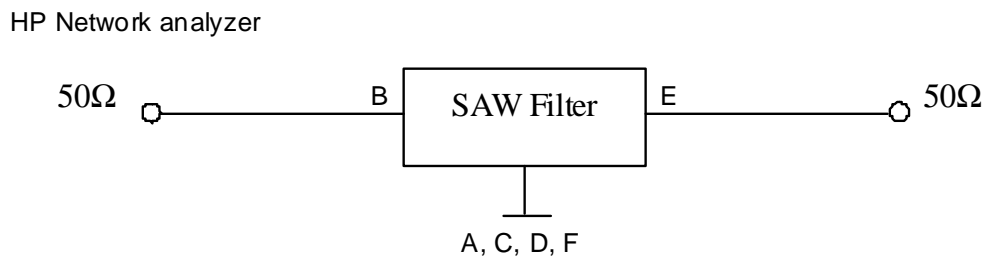 HP Network analyzer
50Ω B SAW Filter E 50Ω
A, C, D, F